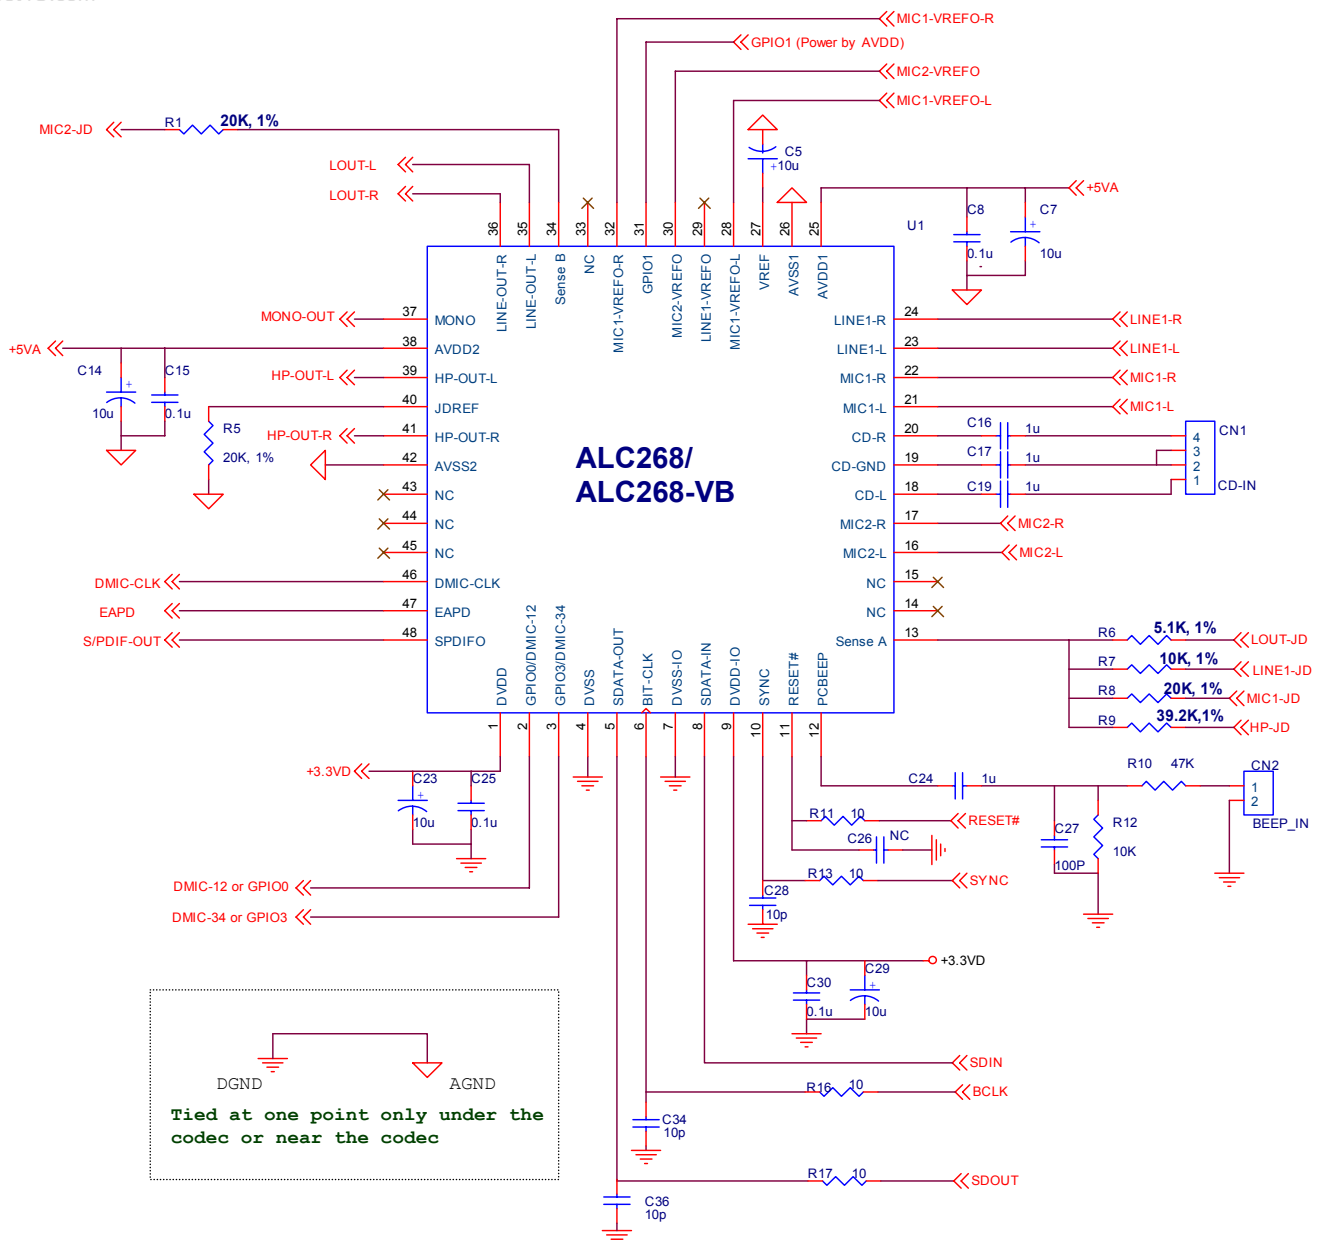 MIC1-VREFO-R
GPIO1 (Power by AVDD)
MIC2-VREFO
MIC1-VREFO-L
MIC2-JD
R1
20K, 1%
LOUT-L
LOUT-R
C5
10u
+
+5VA
C8
0.1u
C7
+
10u
U1
36
35
34
33
32
31
30
29
28
27
26
25
LINE-OUT-R
LINE-OUT-L
Sense B
NC
MIC1-VREFO-R
GPIO1
MIC2-VREFO
LINE1-VREFO
MIC1-VREFO-L
VREF
AVSS1
AVDD1
MONO-OUT
37
MONO
+5VA
38
AVDD2
C14
+
10u
C15
0.1u
HP-OUT-L
39
HP-OUT-L
40
JDREF
R5
20K, 1%
HP-OUT-R
41
HP-OUT-R
42
AVSS2
43
NC
44
NC
45
NC
DMIC-CLK
46
DMIC-CLK
EAPD
47
EAPD
S/PDIF-OUT
48
SPDIFO
ALC268/
ALC268-VB
LINE1-R
24
LINE1-R
LINE1-L
23
LINE1-L
MIC1-R
22
MIC1-R
MIC1-L
21
MIC1-L
CD-R
20
C16
1u
CD-GND
19
C17
1u
CD-L
18
C19
1u
CN1
4
3
2
1
CD-IN
MIC2-R
17
MIC2-R
MIC2-L
16
MIC2-L
NC
15
NC
14
Sense A
13
R6
5.1K, 1%
LOUT-JD
R7
10K, 1%
LINE1-JD
R8
20K, 1%
MIC1-JD
R9
39.2K,1%
HP-JD
DVDD
GPIO0/DMIC-12
GPIO3/DMIC-34
DVSS
SDATA-OUT
BIT-CLK
DVSS-IO
SDATA-IN
DVDD-IO
SYNC
RESET#
PCBEEP
1
2
3
4
5
6
7
8
9
10
11
12
+3.3VD
C23
+
10u
C25
0.1u
C24
1u
R10
47K
CN2
1
2
BEEP_IN
C27
100P
R12
10K
R11
10
RESET#
C26
NC
R13
10
SYNC
C28
10p
DMIC-12 or GPIO0
DMIC-34 or GPIO3
+3.3VD
C30
0.1u
C29
+
10u
SDIN
R16
10
BCLK
C34
10p
R17
10
SDOUT
C36
10p
DGND
AGND
Tied at one point only under the
codec or near the codec